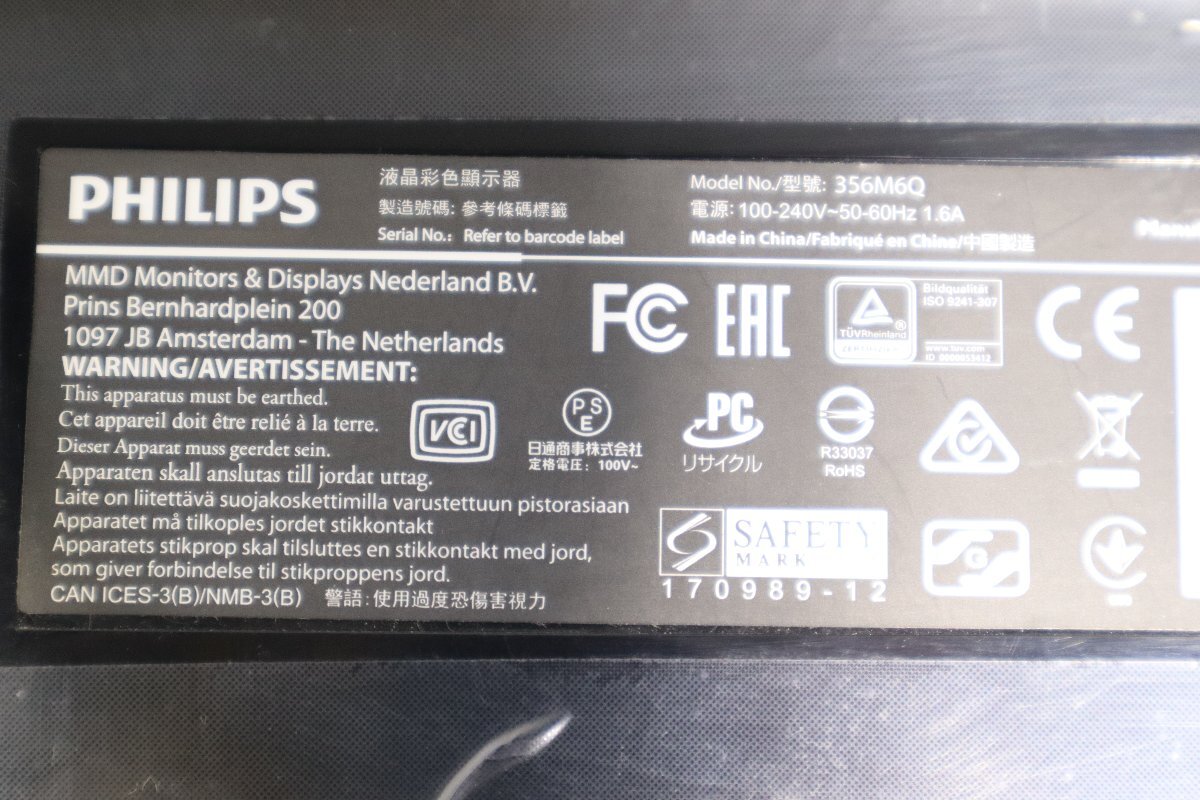 PHILIPS
液晶彩色顯示器
製造號碼: 參考條碼標籤
Serial No.: Refer to barcode label
Model No./型號: 356M6Q
電源: 100-240V~50-60Hz 1.6A
Made in China/Fabriqué en Chine/中國製造
MMD Monitors & Displays Nederland B.V.
Prins Bernhardplein 200
1097 JB Amsterdam - The Netherlands
WARNING/AVERTISSEMENT:
This apparatus must be earthed.
Cet appareil doit être relié à la terre.
Dieser Apparat muss geerdet sein.
Apparaten skall anslutas till jordat uttag.
Laite on liitettävä suojakoskettimilla varustettuun pistorasiaan
Apparatet må tilkoples jordet stikkontakt
Apparatets stikprop skal tilsluttes en stikkontakt med jord,
som giver forbindelse til stikproppens jord.
CAN ICES-3(B)/NMB-3(B) 警語: 使用過度恐傷害視力
FC
EAC
TÜVRheinland®
CERTIFIED
Bildqualität
ISO 9241-307
www.tuv.com
ID 0000053412
CE
VCI
PSE
日通商事株式会社
定格電圧: 100V~
PC
リサイクル
R33037
RoHS
SAFETY
MARK
170989-12
G